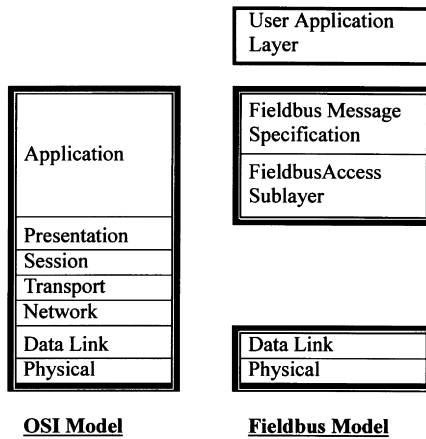 User Application
Layer
Application
Presentation
Session
Transport
Network
Data Link
Physical
OSI Model
Fieldbus Message
Specification
FieldbusAccess
Sublayer
Data Link
Physical
Fieldbus Model